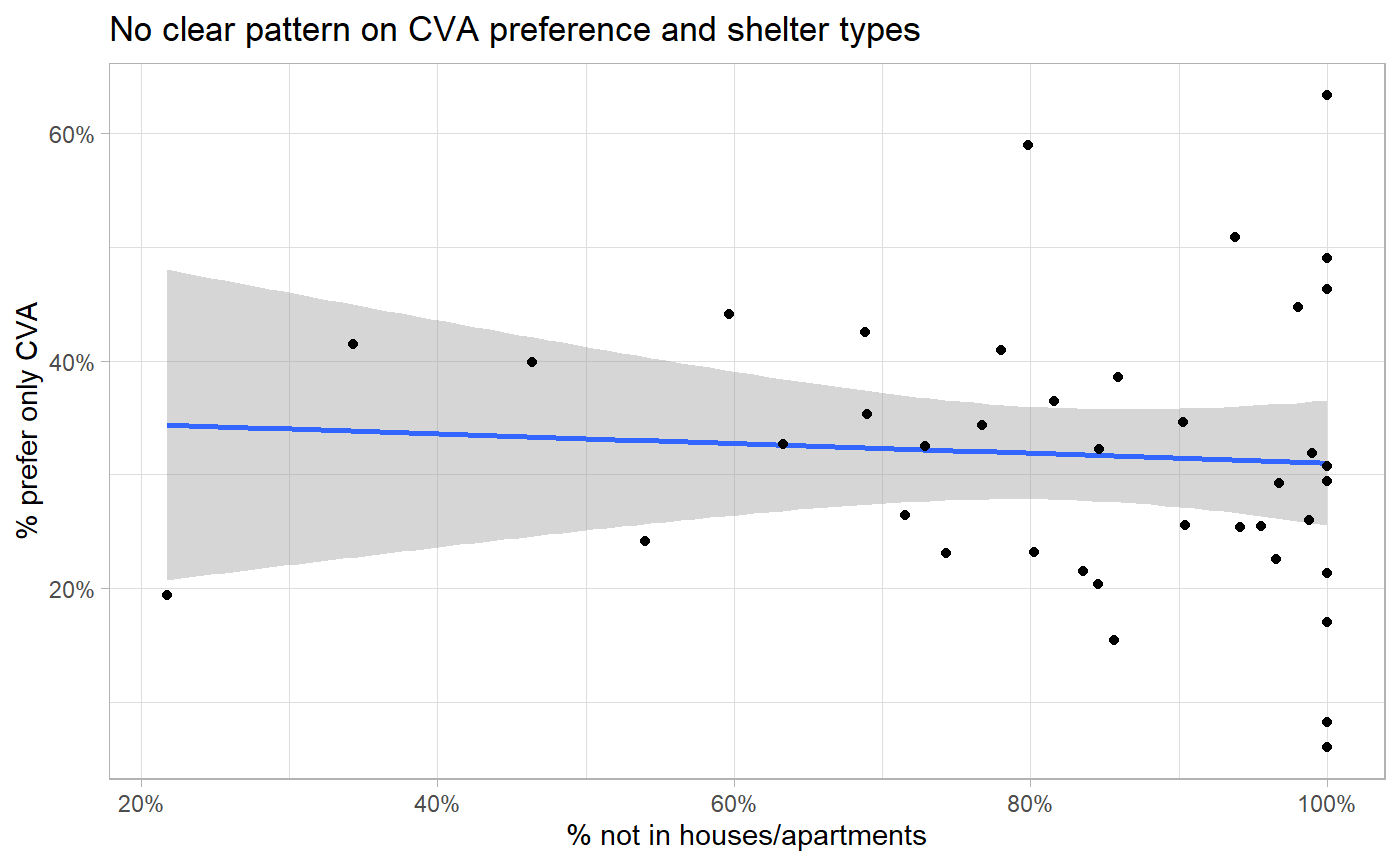 No clear pattern on CVA preference and shelter types
% prefer only CVA
60%
40%
20%
20% 40% 60% 80% 100%
% not in houses/apartments